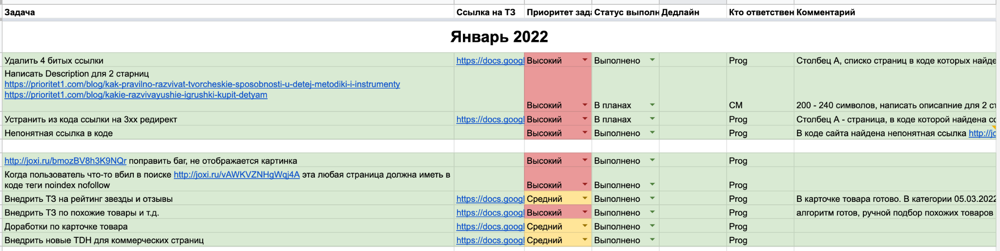 Задача Ссылка на ТЗ Приоритет зада Статус выполн Дедлайн Кто ответствен Комментарий
Январь 2022
Удалить 4 битых ссылки https://docs.googl Высокий Выполнено Prog Столбец А, списко страниц в коде которых найде
Написать Description для 2 старниц
https://prioritet1.com/blog/kak-pravilno-razvivat-tvorcheskie-sposobnosti-u-detej-metodiki-i-instrumenty
https://prioritet1.com/blog/kakie-razvivayushie-igrushki-kupit-detyam
Высокий В планах CM 200 - 240 символов, написать описапние для 2 ст
Устранить из кода ссылки на 3хх редирект https://docs.googl Высокий В планах Prog Столбец А - страница, в коде которой найдена сс
Непонятная ссылка в коде Высокий Выполнено Prog В коде сайта найдена непонятная ссылка http://jo
http://joxi.ru/bmozBV8h3K9NQr поправить баг, не отображается картинка Высокий Выполнено Prog
Когда пользователь что-то вбил в поиске http://joxi.ru/vAWKVZNHgWqj4A эта любая страница должна иметь в
коде теги noindex nofollow Высокий Выполнено Prog
Внедрить ТЗ на рейтинг звезды и отзывы https://docs.googl Средний Выполнено Prog В карточке товара готово. В категории 05.03.2022
Внедрить ТЗ по похожие товары и т.д. https://docs.googl Высокий Выполнено Prog алгоритм готов, ручной подбор похожих товаров
Доработки по карточке товара https://docs.googl Средний Выполнено Prog
Внедрить новые TDH для коммерческих страниц https://docs.googl Средний Выполнено Prog